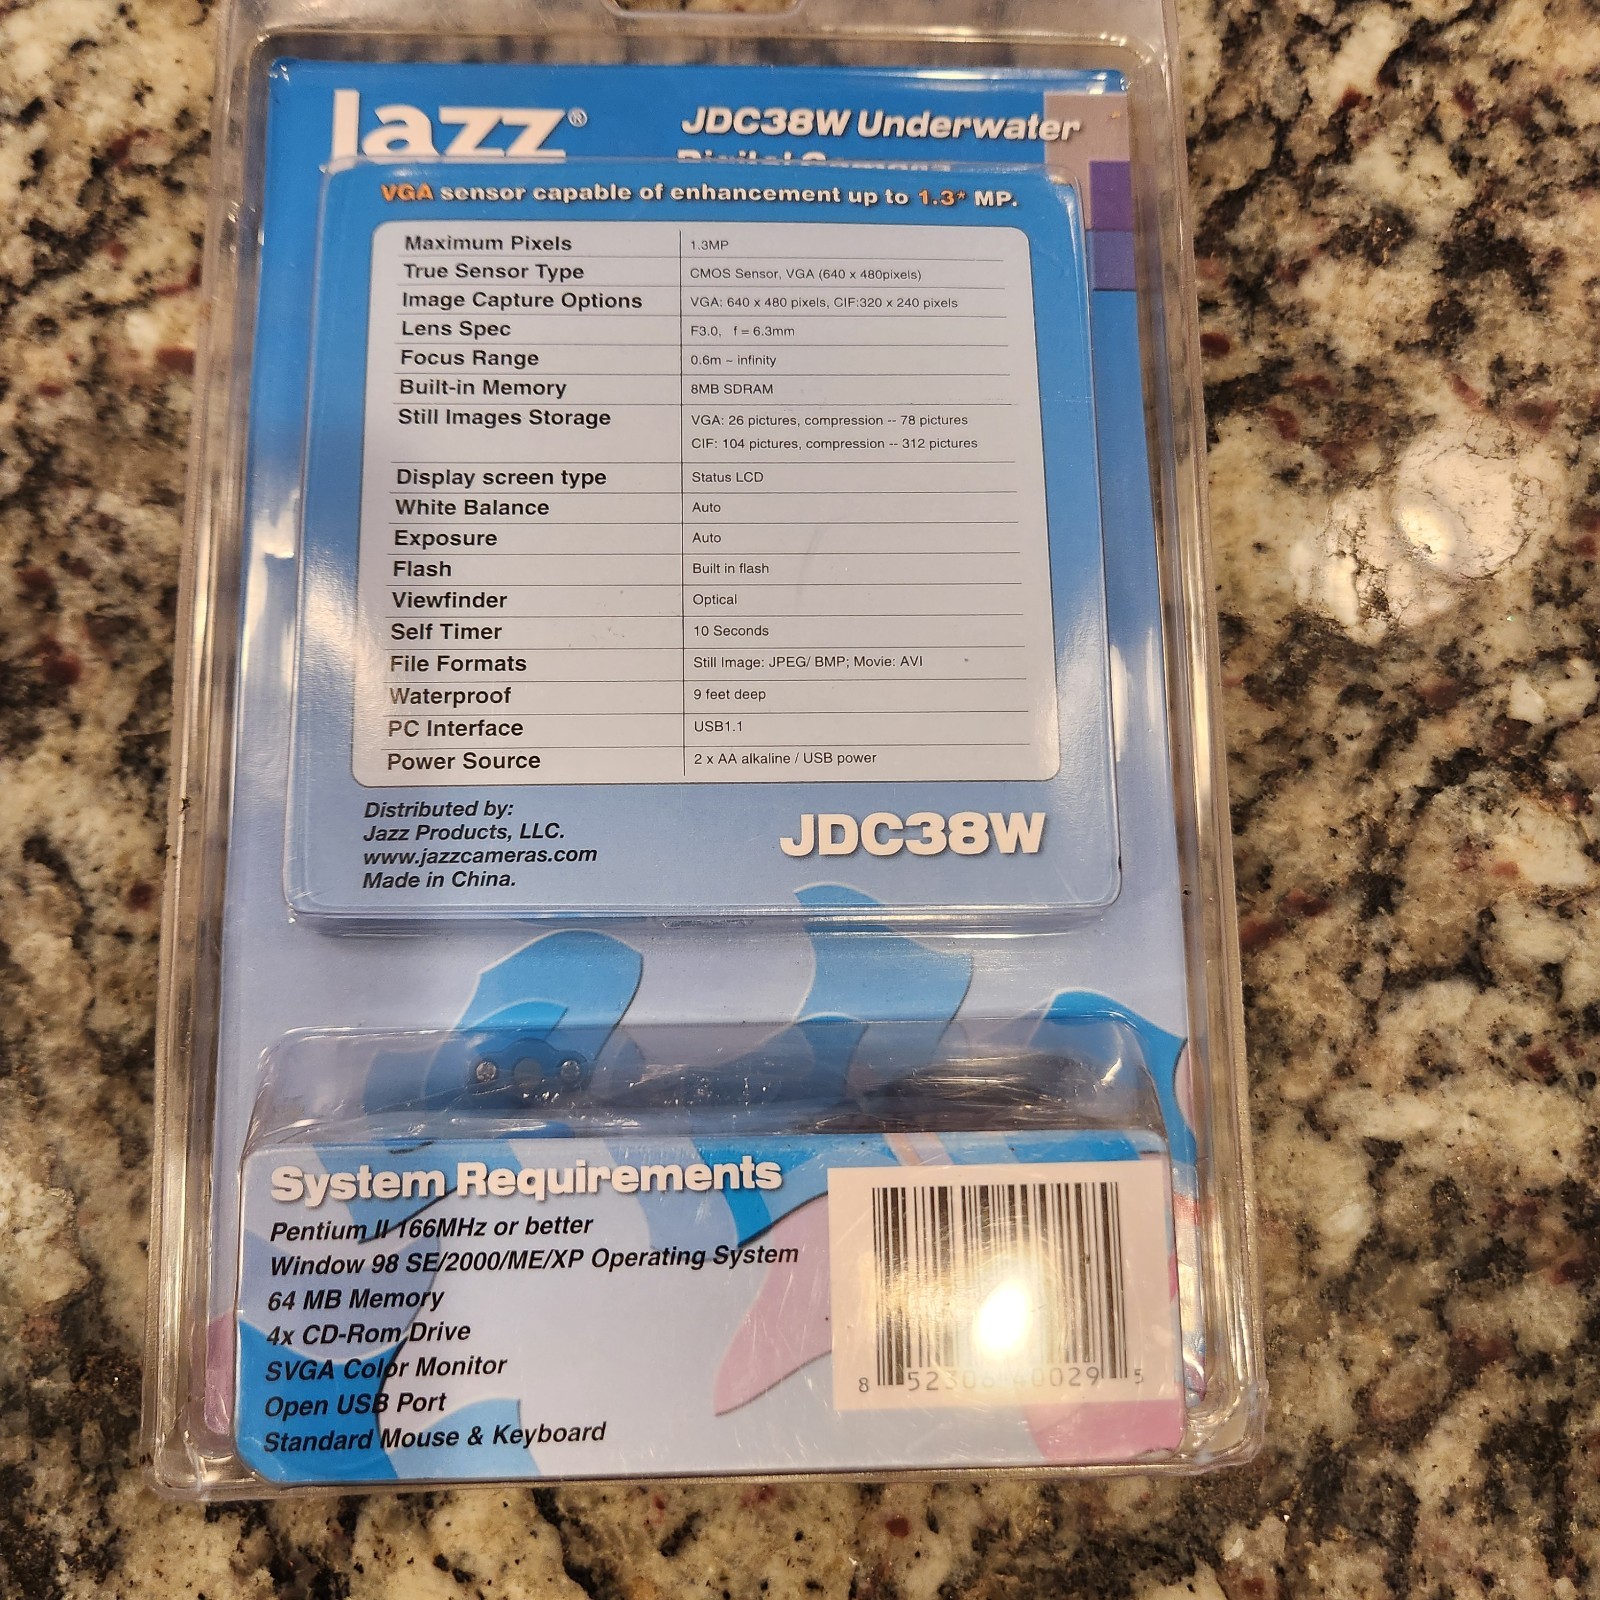 Jazz®
JDC38W Underwater
Digital Camera
VGA sensor capable of enhancement up to 1.3* MP.
Maximum Pixels 1.3MP
True Sensor Type CMOS Sensor, VGA (640 x 480pixels)
Image Capture Options VGA: 640 x 480 pixels, CIF:320 x 240 pixels
Lens Spec F3.0, f = 6.3mm
Focus Range 0.6m ~ infinity
Built-in Memory 8MB SDRAM
Still Images Storage VGA: 26 pictures, compression -- 78 pictures
CIF: 104 pictures, compression -- 312 pictures
Display screen type Status LCD
White Balance Auto
Exposure Auto
Flash Built in flash
Viewfinder Optical
Self Timer 10 Seconds
File Formats Still Image: JPEG/ BMP; Movie: AVI
Waterproof 9 feet deep
PC Interface USB1.1
Power Source 2 x AA alkaline / USB power
Distributed by:
Jazz Products, LLC.
www.jazzcameras.com
Made in China.
JDC38W
System Requirements
Pentium II 166MHz or better
Window 98 SE/2000/ME/XP Operating System
64 MB Memory
4x CD-Rom Drive
SVGA Color Monitor
Open USB Port
Standard Mouse & Keyboard
8 52306 40029 5